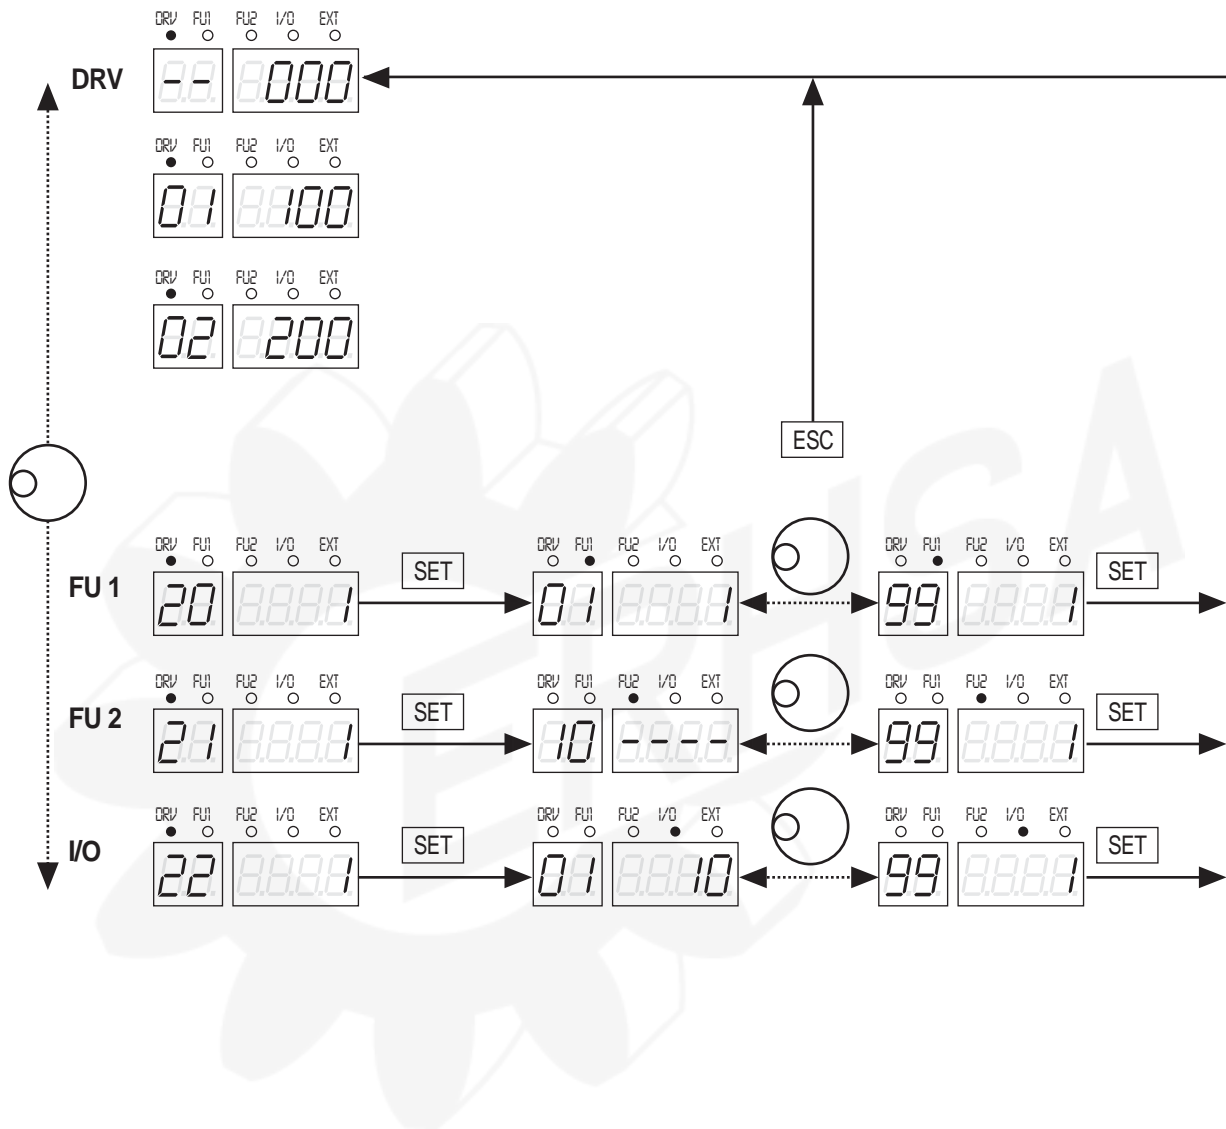 DRV FU1 FU2 I/O EXT
DRV -- 000
DRV FU1 FU2 I/O EXT
01 100
DRV FU1 FU2 I/O EXT
02 200
ESC
DRV FU1 FU2 I/O EXT DRV FU1 FU2 I/O EXT DRV FU1 FU2 I/O EXT
FU 1 20 1 SET 01 1 99 1 SET
DRV FU1 FU2 I/O EXT DRV FU1 FU2 I/O EXT DRV FU1 FU2 I/O EXT
FU 2 21 1 SET 10 ---- 99 1 SET
DRV FU1 FU2 I/O EXT DRV FU1 FU2 I/O EXT DRV FU1 FU2 I/O EXT
I/O 22 1 SET 01 10 99 1 SET
ERHSA